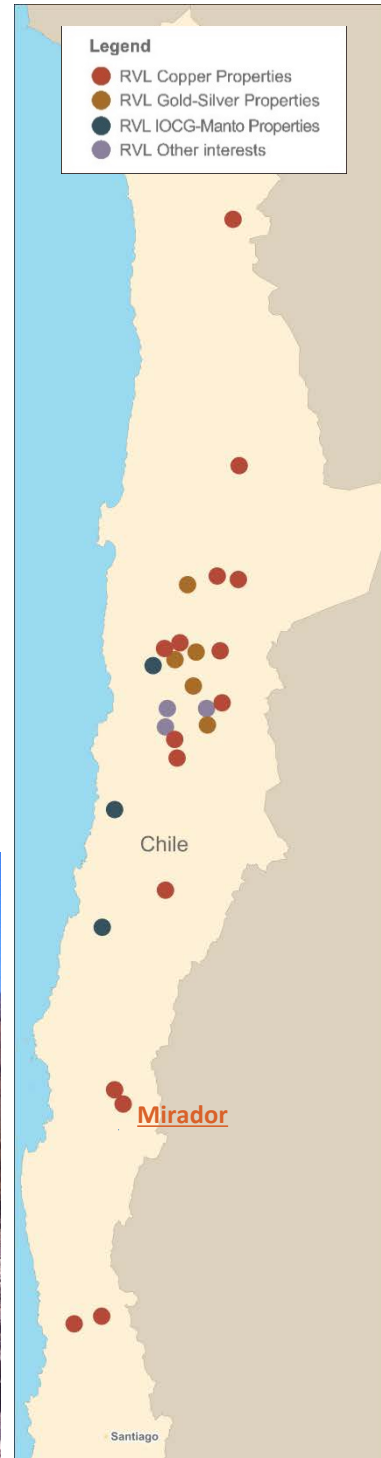 Legend
RVL Copper Properties
RVL Gold-Silver Properties
RVL IOCG-Manto Properties
RVL Other interests
Chile
Mirador
Santiago